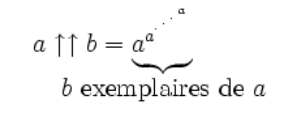 a ↑↑ b = a^{a^{⋰^{a}}}
b exemplaires de a